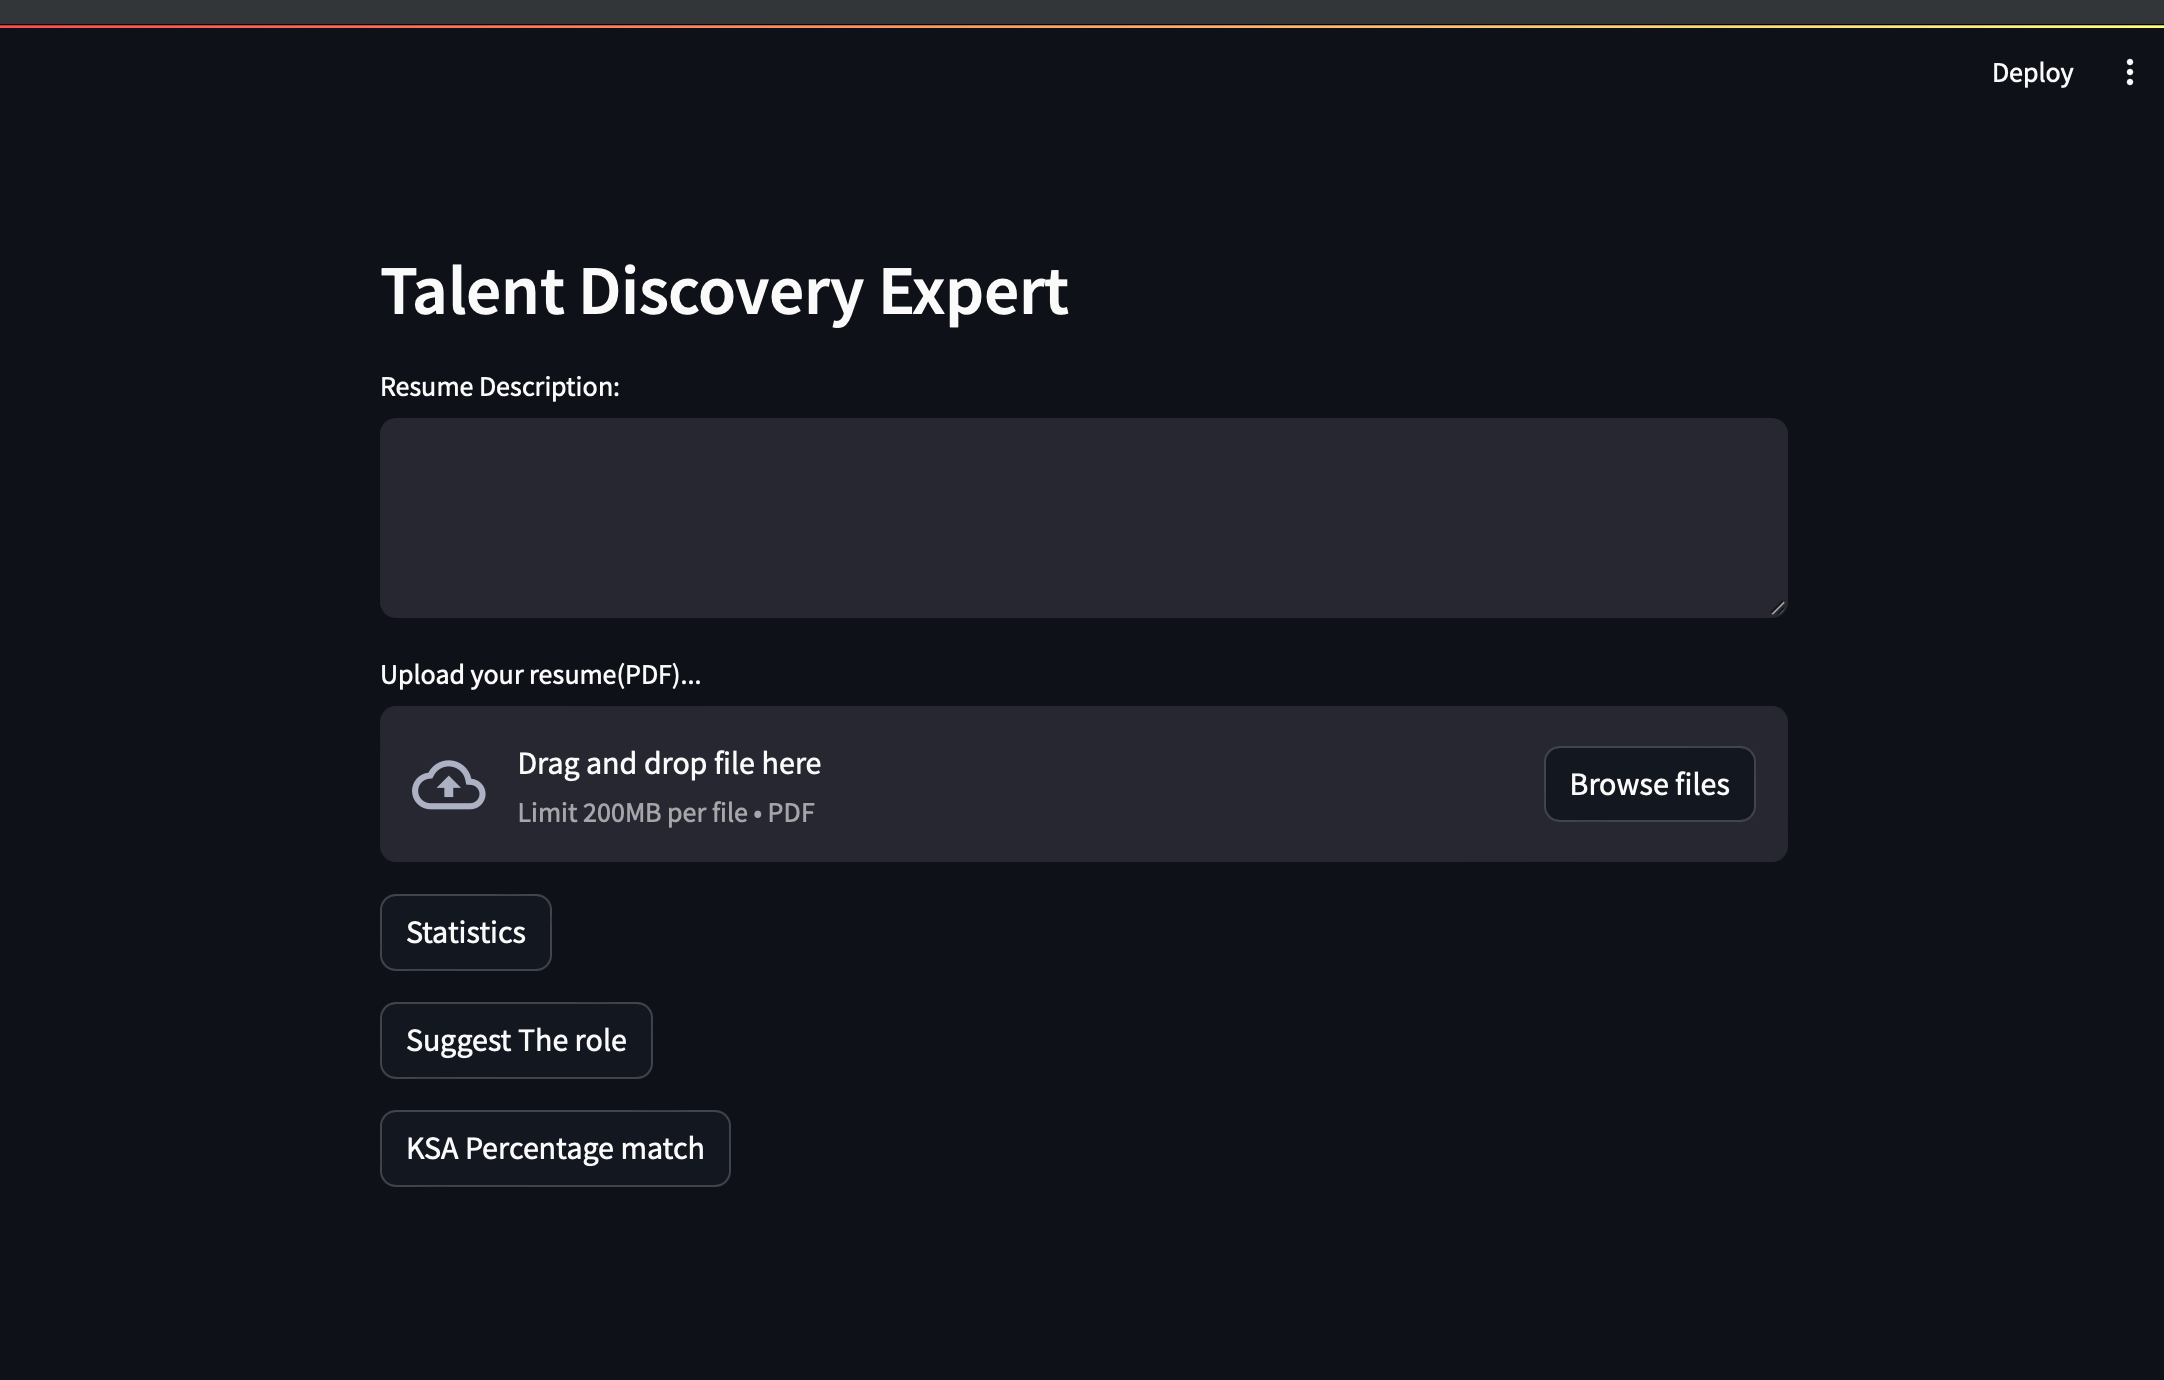 Deploy
Talent Discovery Expert
Resume Description:
Upload your resume(PDF)...
Drag and drop file here
Limit 200MB per file • PDF
Browse files
Statistics
Suggest The role
KSA Percentage match